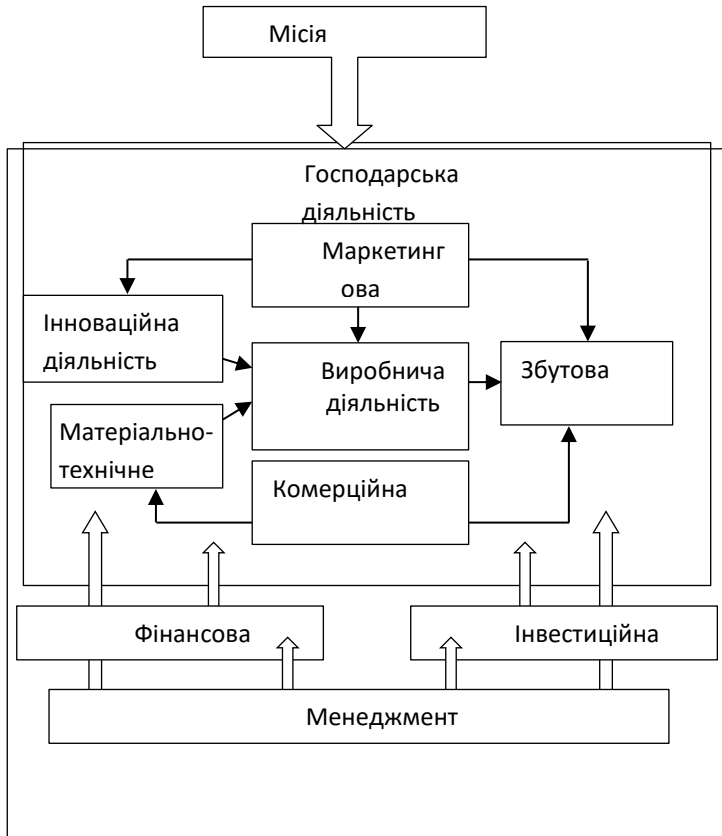 Місія
Господарська
діяльність
Маркетинг
ова
Інноваційна
діяльність
Виробнича
діяльність
Збутова
Матеріально-
технічне
Комерційна
Фінансова
Інвестиційна
Менеджмент